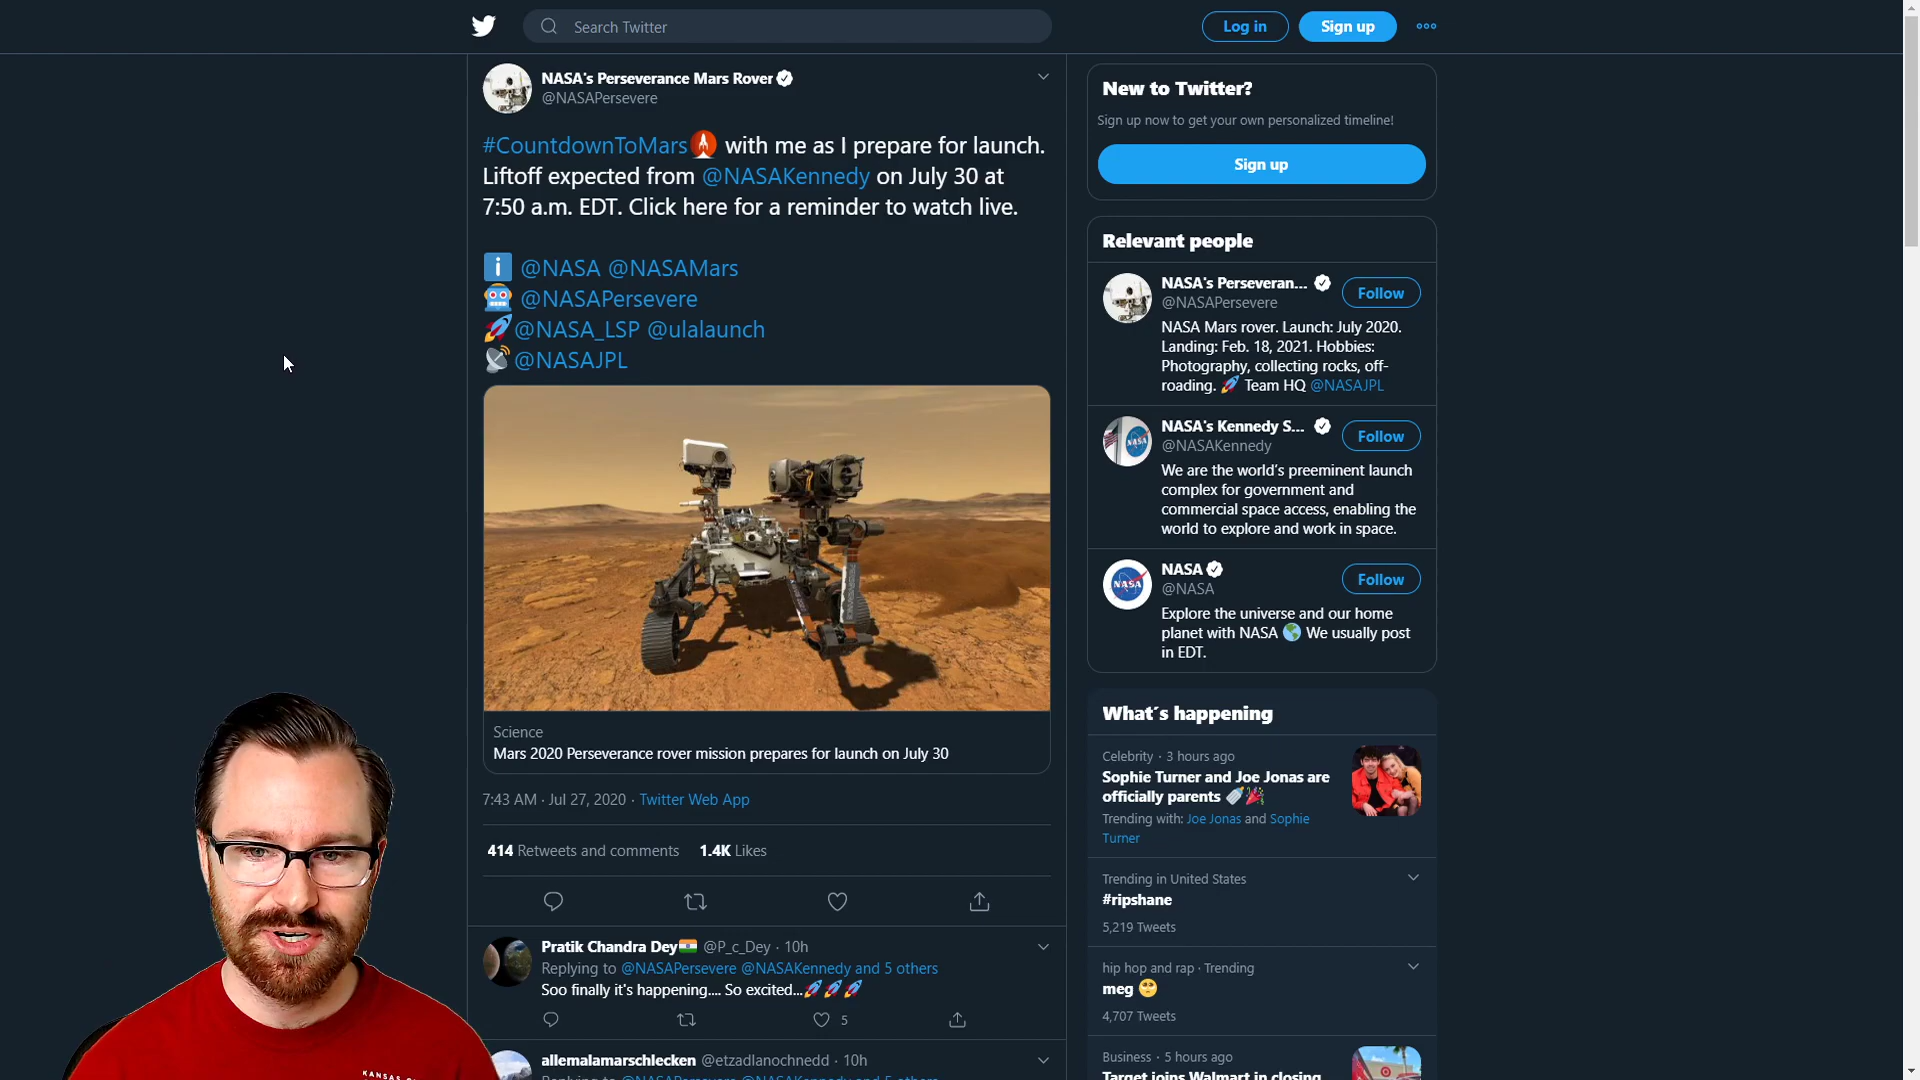 Search Twitter
Log in
Sign up
NASA's Perseverance Mars Rover
@NASAPersevere
#CountdownToMars with me as I prepare for launch.
Liftoff expected from @NASAKennedy on July 30 at
7:50 a.m. EDT. Click here for a reminder to watch live.
@NASA @NASAMars
@NASAPersevere
@NASA_LSP @ulalaunch
@NASAJPL
Science
Mars 2020 Perseverance rover mission prepares for launch on July 30
7:43 AM · Jul 27, 2020 · Twitter Web App
414 Retweets and comments 1.4K Likes
Pratik Chandra Dey @P_c_Dey · 10h
Replying to @NASAPersevere @NASAKennedy and 5 others
Soo finally it's happening.... So excited...
5
allemalamarschlecken @etzadlanochnedd · 10h
Replying to @NASAPersevere @NASAKennedy and 5 others
New to Twitter?
Sign up now to get your own personalized timeline!
Sign up
Relevant people
NASA's Perseveran...
@NASAPersevere
Follow
NASA Mars rover. Launch: July 2020.
Landing: Feb. 18, 2021. Hobbies:
Photography, collecting rocks, off-
roading. Team HQ @NASAJPL
NASA's Kennedy S...
@NASAKennedy
Follow
We are the world's preeminent launch
complex for government and
commercial space access, enabling the
world to explore and work in space.
NASA
@NASA
Follow
Explore the universe and our home
planet with NASA We usually post
in EDT.
What's happening
Celebrity · 3 hours ago
Sophie Turner and Joe Jonas are
officially parents
Trending with: Joe Jonas and Sophie
Turner
Trending in United States
#ripshane
5,219 Tweets
hip hop and rap · Trending
meg
4,707 Tweets
Business · 5 hours ago
Target joins Walmart in closing
NASA
NASA
KANSAS